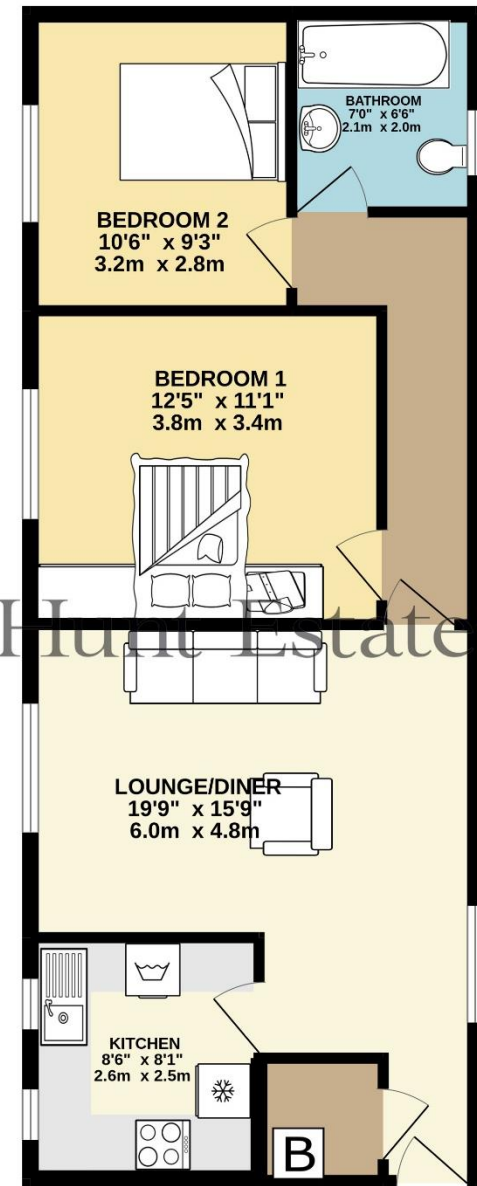 BATHROOM
7'0" x 6'6"
2.1m x 2.0m
BEDROOM 2
10'6" x 9'3"
3.2m x 2.8m
BEDROOM 1
12'5" x 11'1"
3.8m x 3.4m
Hunt Estate
LOUNGE/DINER
19'9" x 15'9"
6.0m x 4.8m
KITCHEN
8'6" x 8'1"
2.6m x 2.5m
B